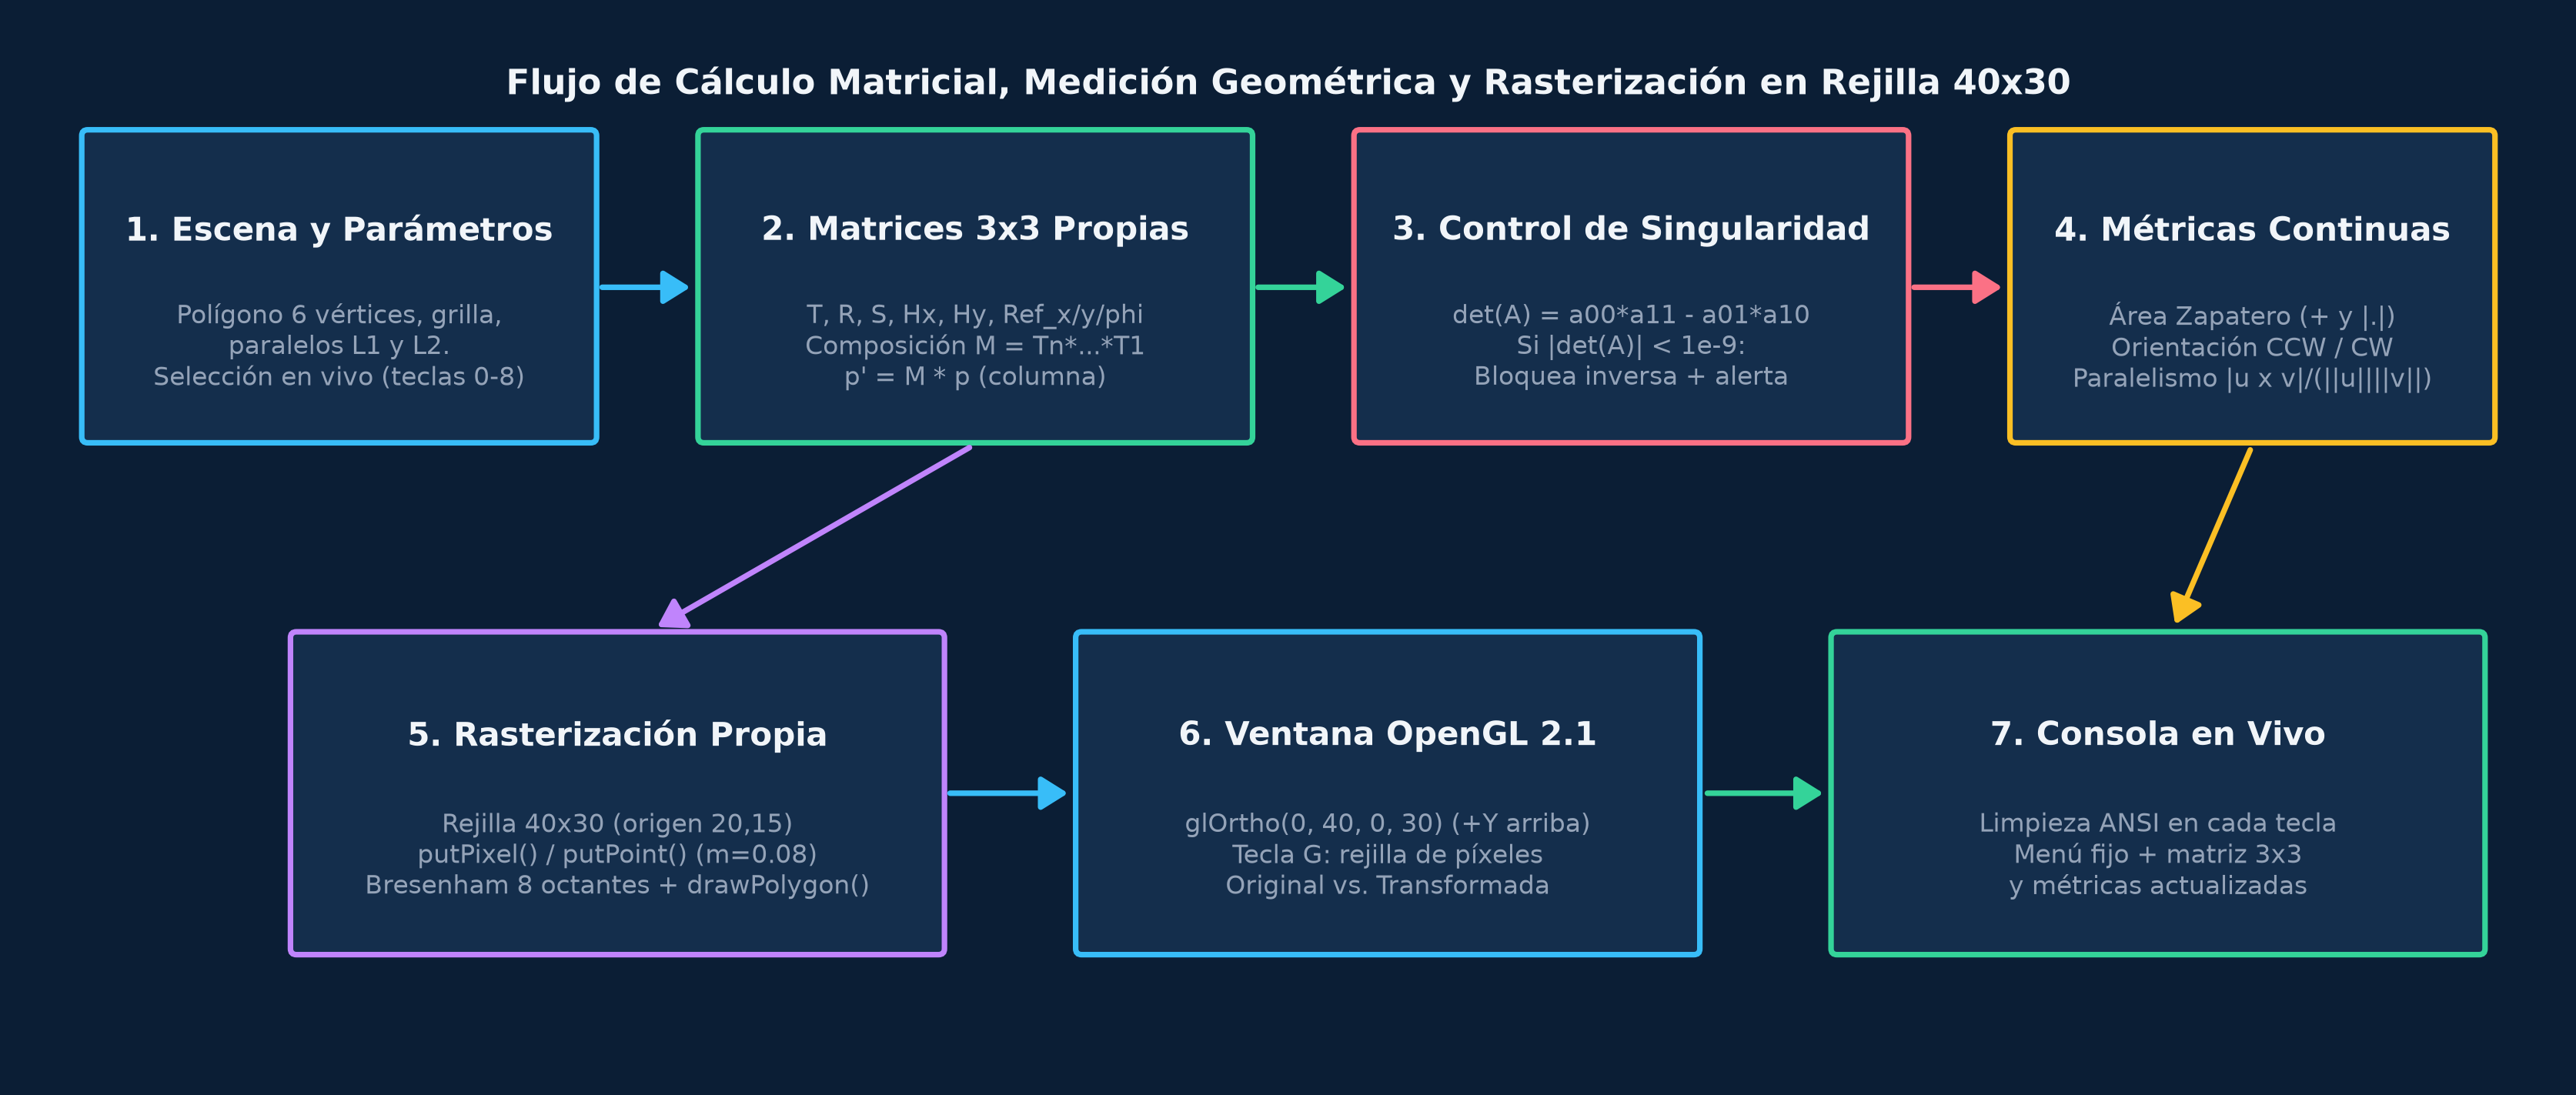 Flujo de Cálculo Matricial, Medición Geométrica y Rasterización en Rejilla 40x30
1. Escena y Parámetros
Polígono 6 vértices, grilla,
paralelos L1 y L2.
Selección en vivo (teclas 0-8)
2. Matrices 3x3 Propias
T, R, S, Hx, Hy, Ref_x/y/phi
Composición M = Tn*...*T1
p' = M * p (columna)
3. Control de Singularidad
det(A) = a00*a11 - a01*a10
Si |det(A)| < 1e-9:
Bloquea inversa + alerta
4. Métricas Continuas
Área Zapatero (+ y |.|)
Orientación CCW / CW
Paralelismo |u x v|/(||u||||v||)
5. Rasterización Propia
Rejilla 40x30 (origen 20,15)
putPixel() / putPoint() (m=0.08)
Bresenham 8 octantes + drawPolygon()
6. Ventana OpenGL 2.1
glOrtho(0, 40, 0, 30) (+Y arriba)
Tecla G: rejilla de píxeles
Original vs. Transformada
7. Consola en Vivo
Limpieza ANSI en cada tecla
Menú fijo + matriz 3x3
y métricas actualizadas